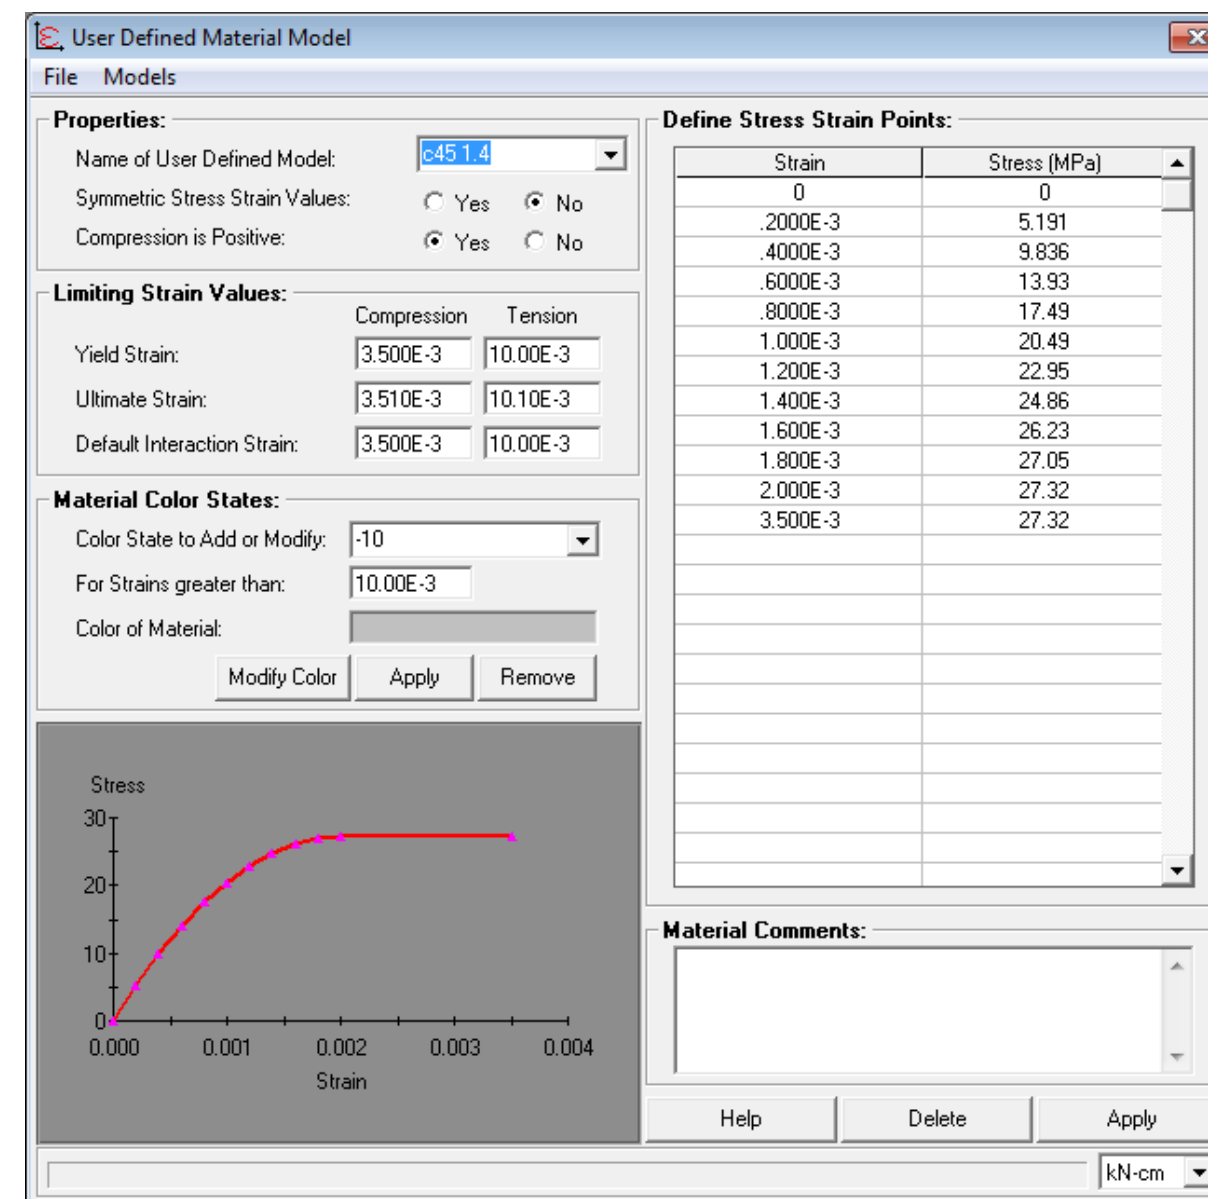 User Defined Material Model
File Models
Properties:
Name of User Defined Model: c45 1.4
Symmetric Stress Strain Values: Yes No
Compression is Positive: Yes No
Limiting Strain Values:
Compression Tension
Yield Strain: 3.500E-3 10.00E-3
Ultimate Strain: 3.510E-3 10.10E-3
Default Interaction Strain: 3.500E-3 10.00E-3
Material Color States:
Color State to Add or Modify: -10
For Strains greater than: 10.00E-3
Color of Material:
Modify Color Apply Remove
Stress
30
20
10
0
0.000 0.001 0.002 0.003 0.004
Strain
Define Stress Strain Points:
Strain Stress (MPa)
0 0
.2000E-3 5.191
.4000E-3 9.836
.6000E-3 13.93
.8000E-3 17.49
1.000E-3 20.49
1.200E-3 22.95
1.400E-3 24.86
1.600E-3 26.23
1.800E-3 27.05
2.000E-3 27.32
3.500E-3 27.32
Material Comments:
Help Delete Apply
kN-cm